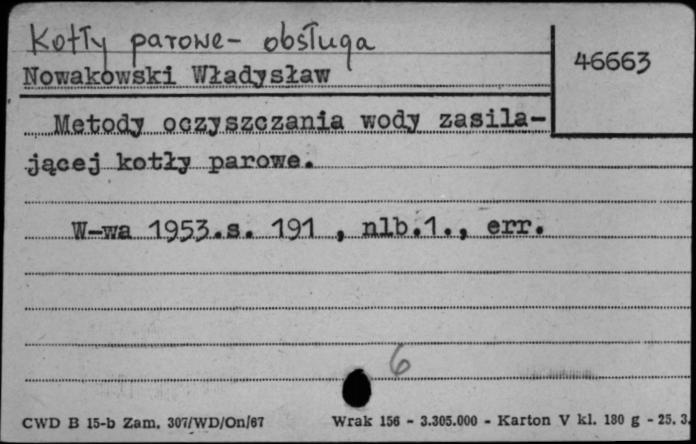 Kotły parowe - obsługa
46663
Nowakowski Władysław
Metody oczyszczania wody zasila-
jącej kotły parowe.
W-wa 1953.s. 191 , nlb.1., err.
6
CWD B 15-b Zam. 307/WD/On/67 Wrak 156 - 3.305.000 - Karton V kl. 180 g - 25. 3.